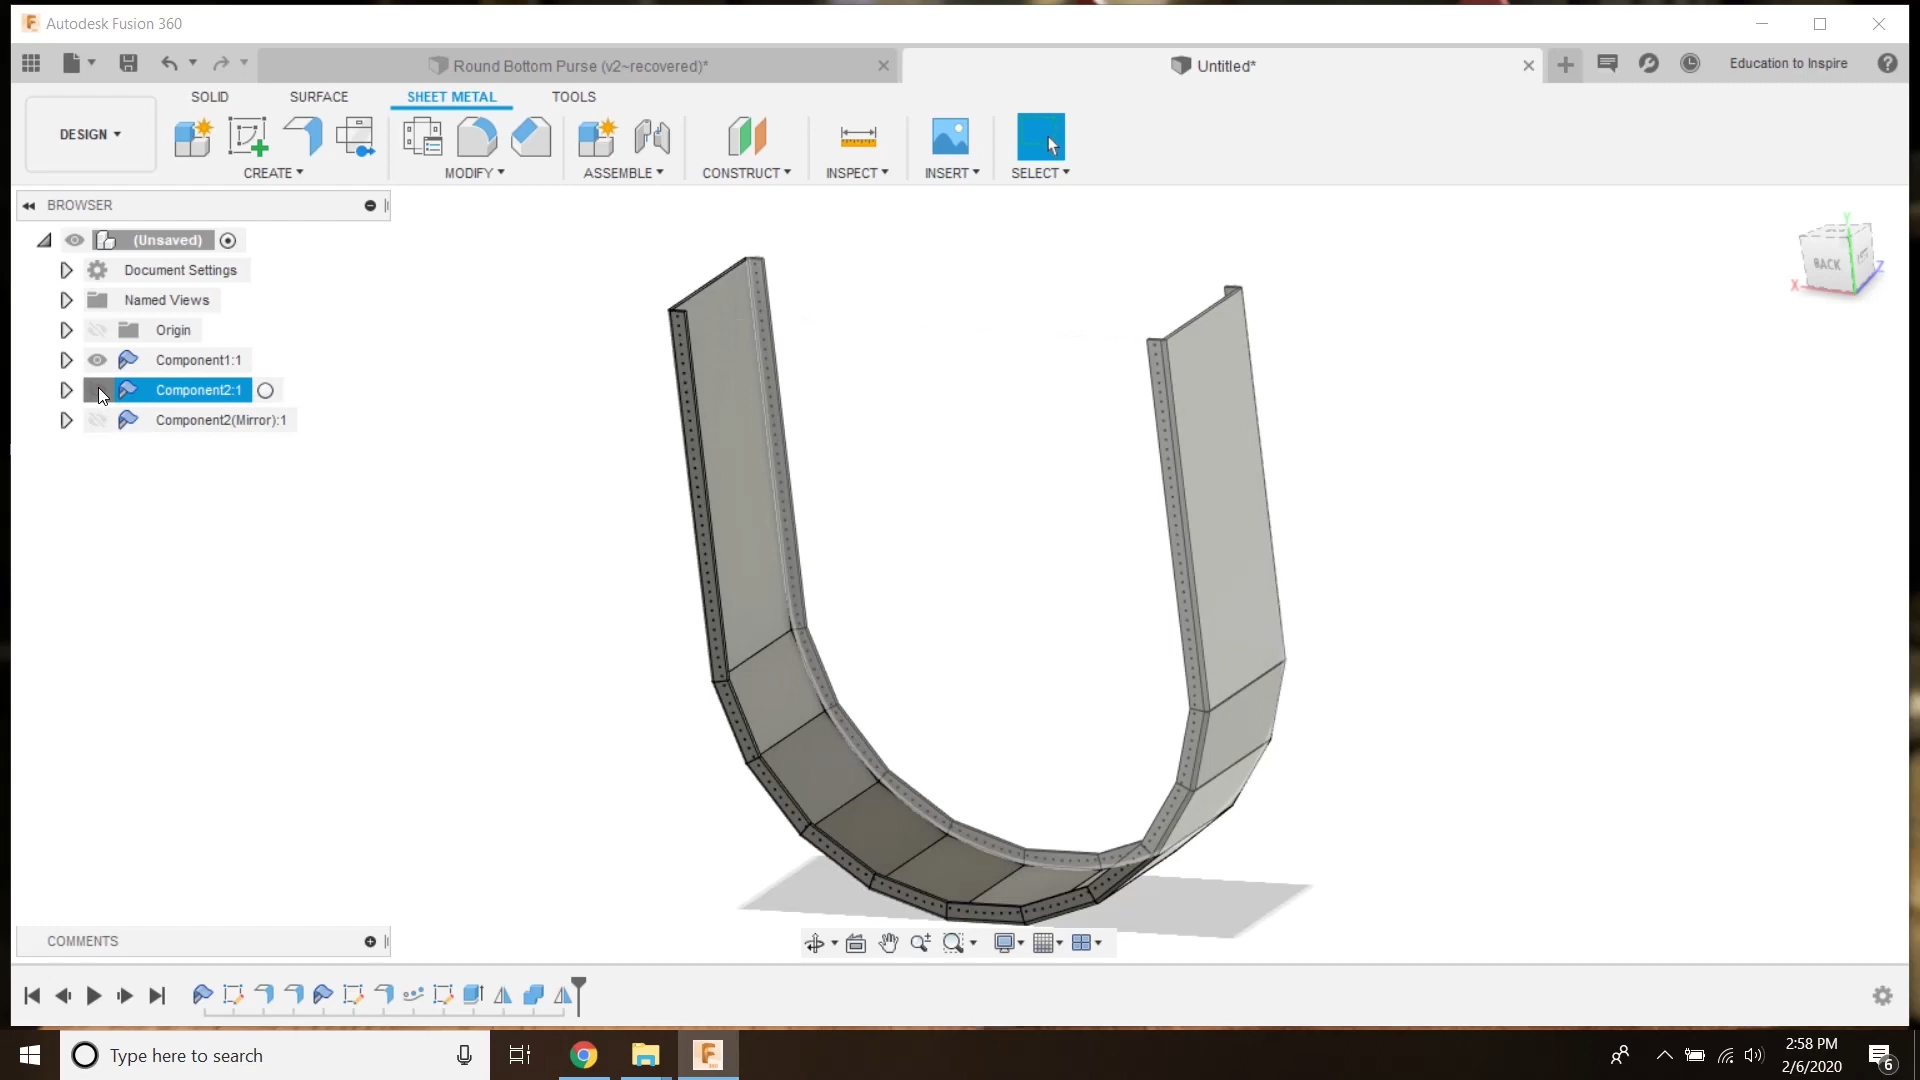 Autodesk Fusion 360
Round Bottom Purse (v2~recovered)*
Untitled*
Education to Inspire
SOLID
SURFACE
SHEET METAL
TOOLS
DESIGN
CREATE
MODIFY
ASSEMBLE
CONSTRUCT
INSPECT
INSERT
SELECT
BROWSER
(Unsaved)
Document Settings
Named Views
Origin
Component1:1
Component2:1
Component2(Mirror):1
Y
BACK
X
Z
COMMENTS
Type here to search
2:58 PM
2/6/2020
6